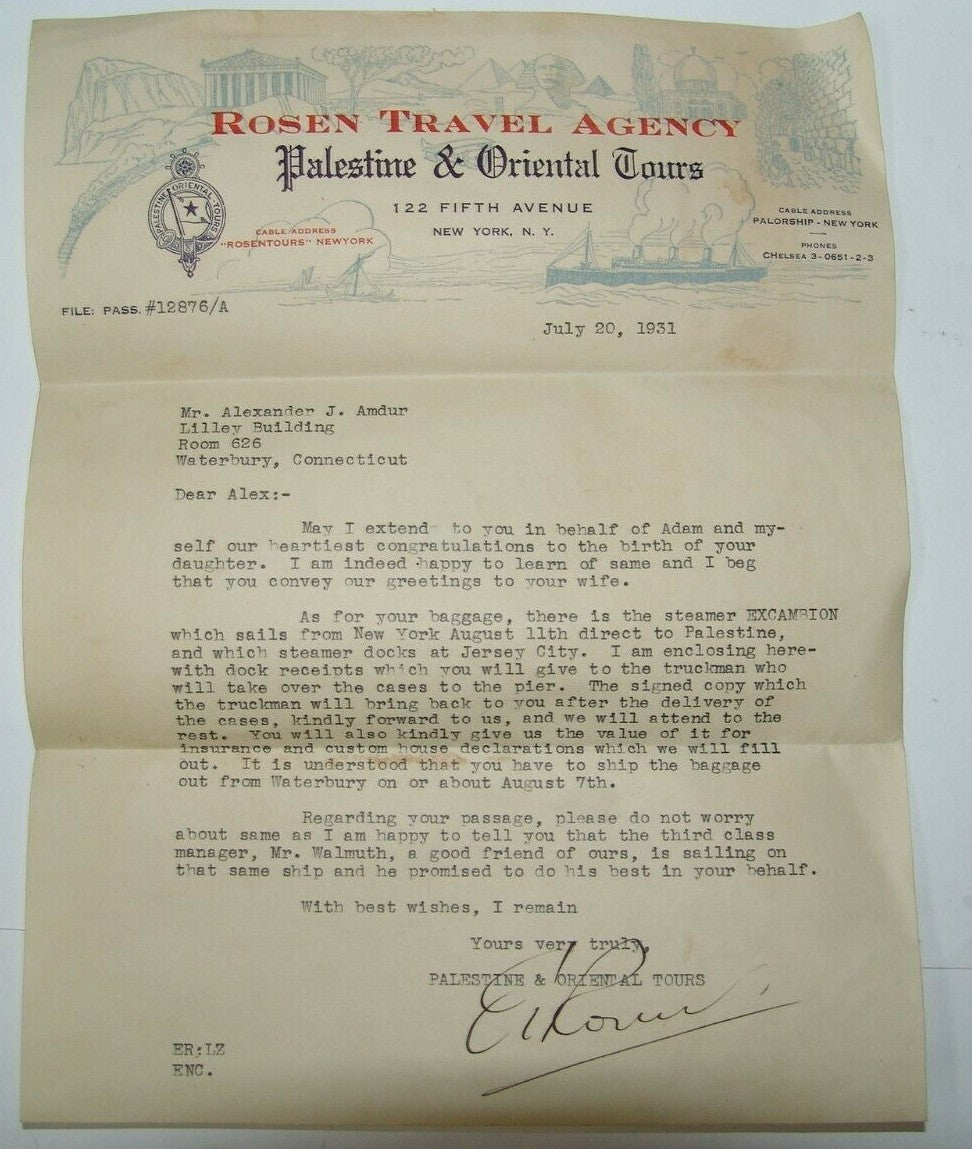 ROSEN TRAVEL AGENCY
Palestine & Oriental Tours
122 FIFTH AVENUE
NEW YORK, N. Y.
PALESTINE ORIENTAL TOURS
CABLE ADDRESS
"ROSENTOURS" NEWYORK
CABLE ADDRESS
PALORSHIP - NEW YORK
PHONES
CHELSEA 3-0651-2-3
FILE: PASS. #12876/A
July 20, 1931
Mr. Alexander J. Amdur
Lilley Building
Room 626
Waterbury, Connecticut
Dear Alex:-
May I extend to you in behalf of Adam and my-
self our heartiest congratulations to the birth of your
daughter. I am indeed happy to learn of same and I beg
that you convey our greetings to your wife.
As for your baggage, there is the steamer EXCAMBION
which sails from New York August 11th direct to Palestine,
and which steamer docks at Jersey City. I am enclosing here-
with dock receipts which you will give to the truckman who
will take over the cases to the pier. The signed copy which
the truckman will bring back to you after the delivery of
the cases, kindly forward to us, and we will attend to the
rest. You will also kindly give us the value of it for
insurance and custom house declarations which we will fill
out. It is understood that you have to ship the baggage
out from Waterbury on or about August 7th.
Regarding your passage, please do not worry
about same as I am happy to tell you that the third class
manager, Mr. Walmuth, a good friend of ours, is sailing on
that same ship and he promised to do his best in your behalf.
With best wishes, I remain
Yours very truly,
PALESTINE & ORIENTAL TOURS
ER:LZ
ENC.